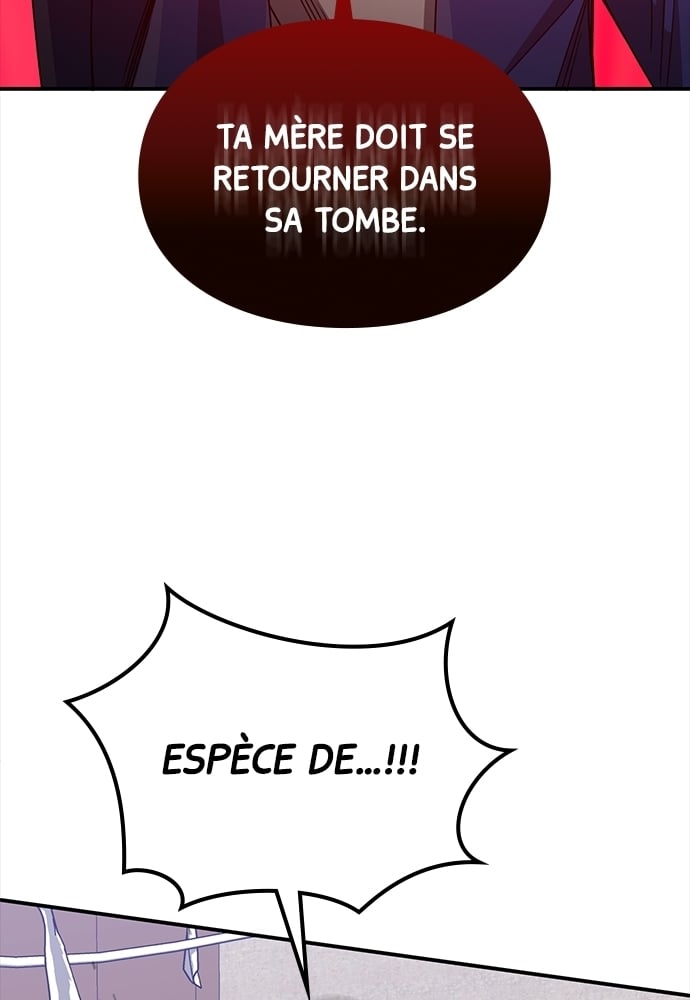 TA MÈRE DOIT SE
RETOURNER DANS
SA TOMBE.
ESPÈCE DE...!!!